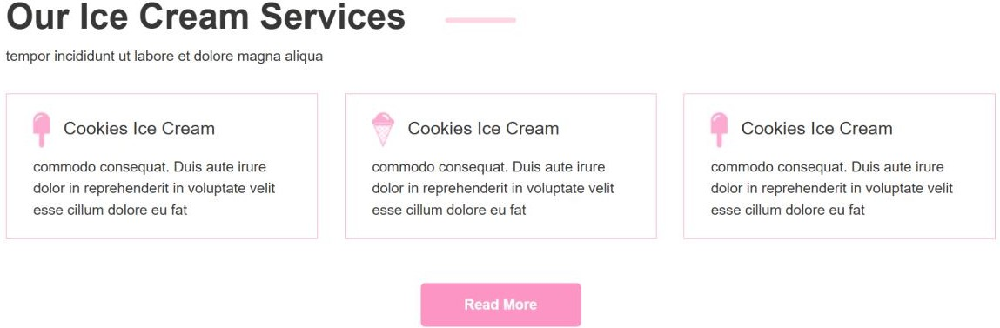 Our Ice Cream Services
tempor incididunt ut labore et dolore magna aliqua
Cookies Ice Cream
commodo consequat. Duis aute irure
dolor in reprehenderit in voluptate velit
esse cillum dolore eu fat
Cookies Ice Cream
commodo consequat. Duis aute irure
dolor in reprehenderit in voluptate velit
esse cillum dolore eu fat
Cookies Ice Cream
commodo consequat. Duis aute irure
dolor in reprehenderit in voluptate velit
esse cillum dolore eu fat
Read More